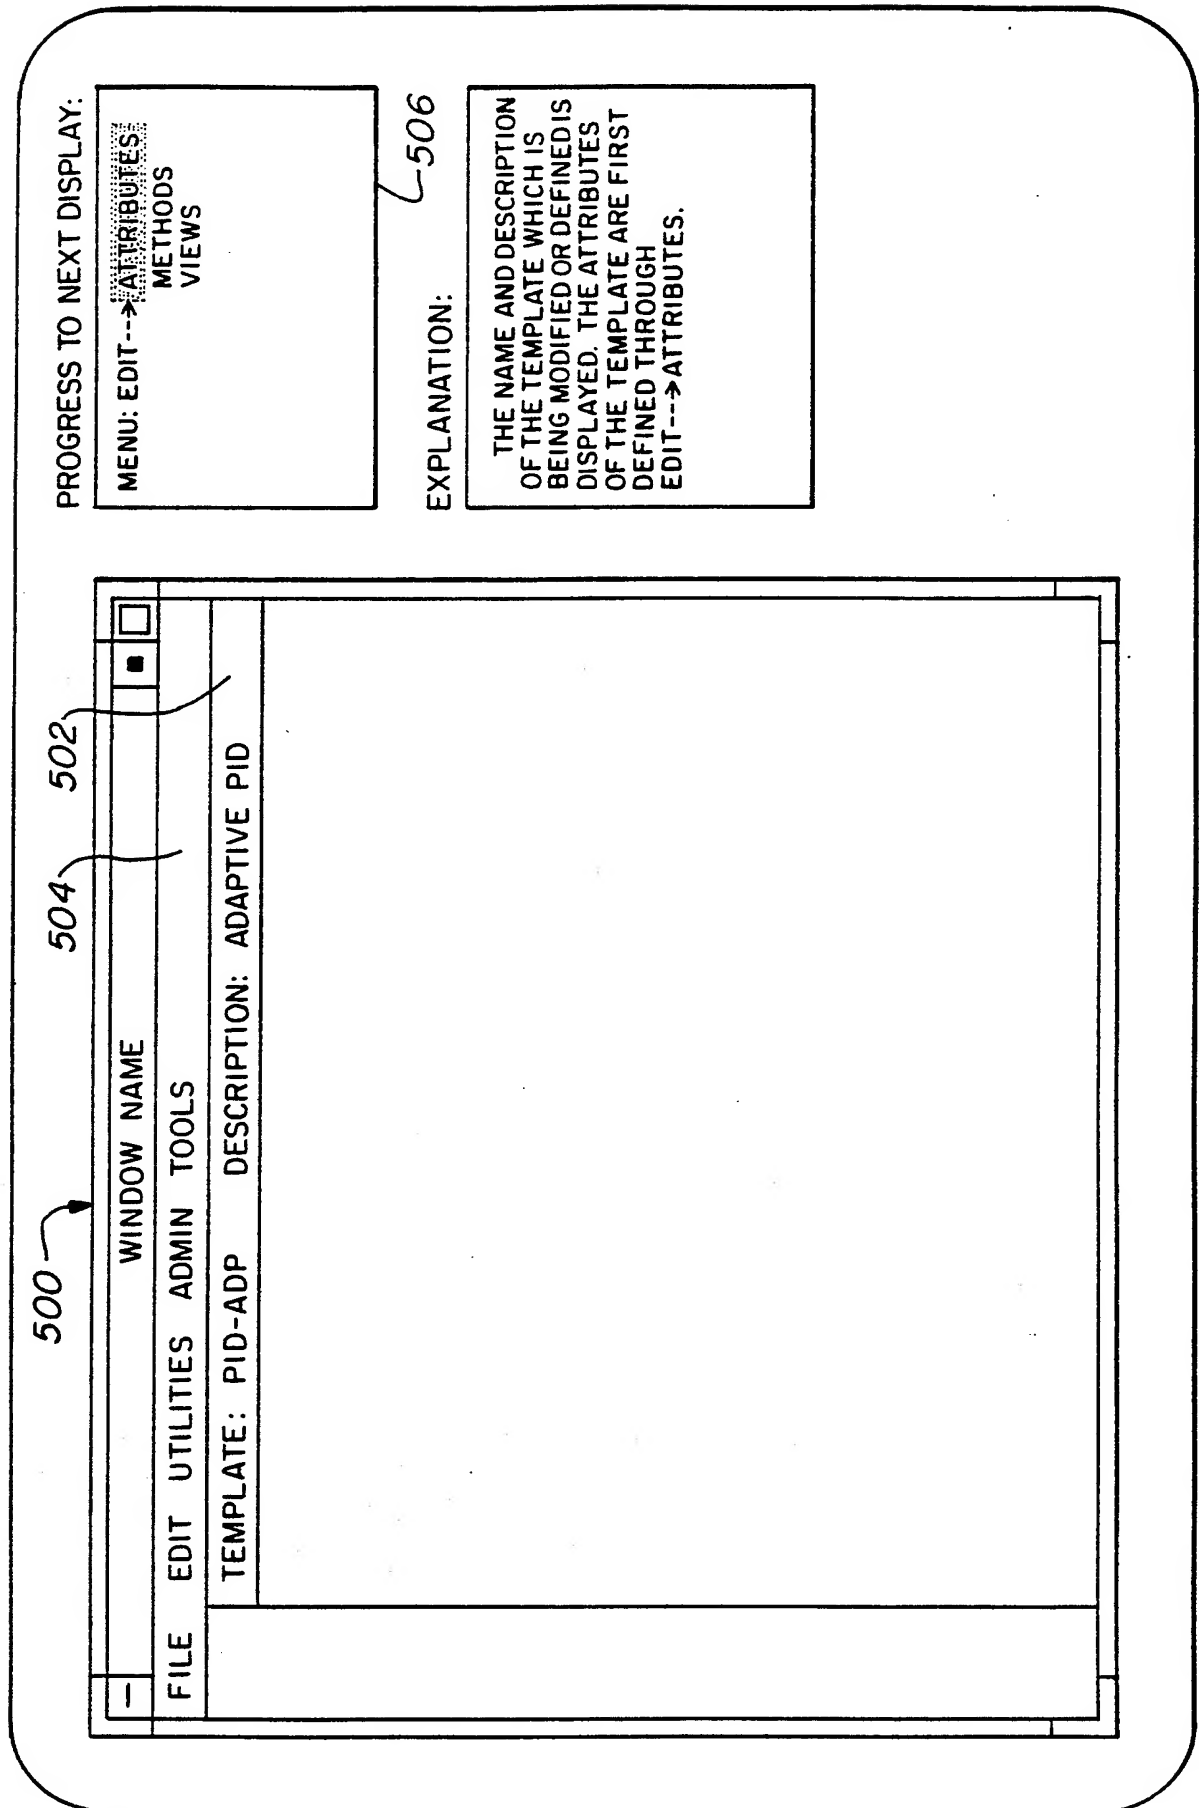 500
504
502
WINDOW NAME
FILE EDIT UTILITIES ADMIN TOOLS
TEMPLATE: PID-ADP DESCRIPTION: ADAPTIVE PID
PROGRESS TO NEXT DISPLAY:
MENU: EDIT---→ATTRIBUTES
METHODS
VIEWS
506
EXPLANATION:
THE NAME AND DESCRIPTION
OF THE TEMPLATE WHICH IS
BEING MODIFIED OR DEFINED IS
DISPLAYED. THE ATTRIBUTES
OF THE TEMPLATE ARE FIRST
DEFINED THROUGH
EDIT---→ATTRIBUTES.